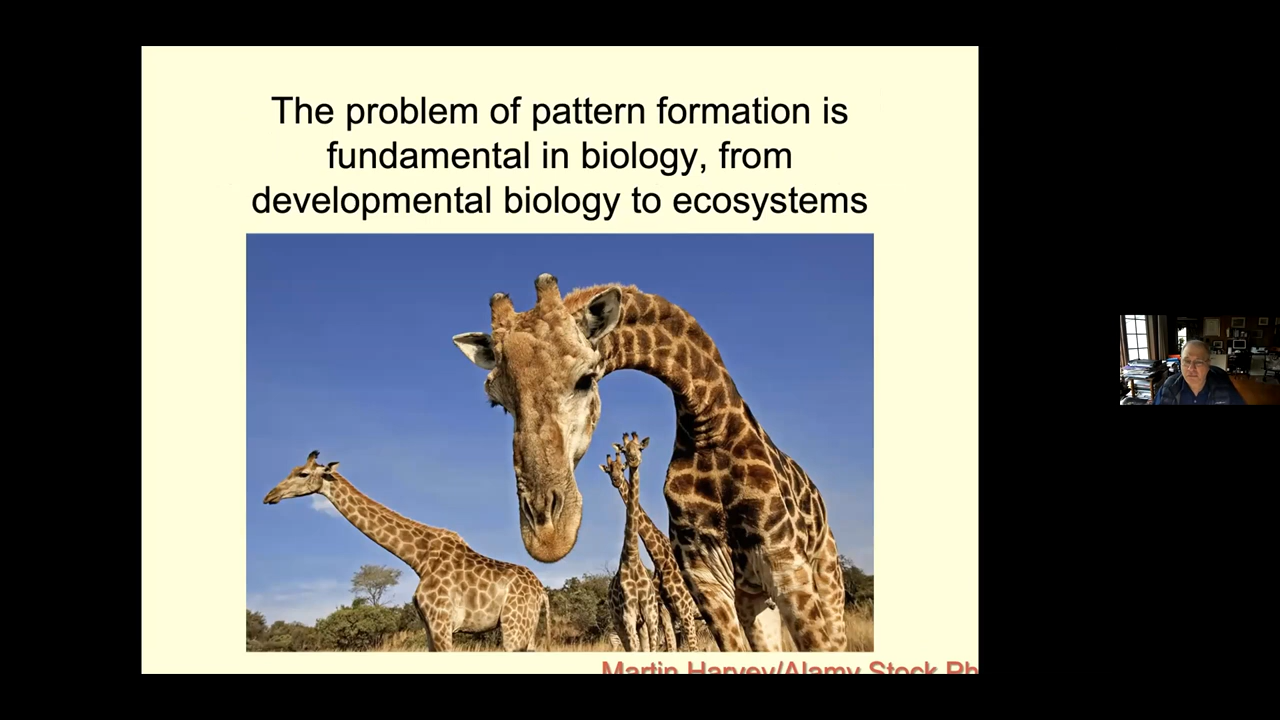 The problem of pattern formation is
fundamental in biology, from
developmental biology to ecosystems
Martin Harvey/Alamy Stock Ph